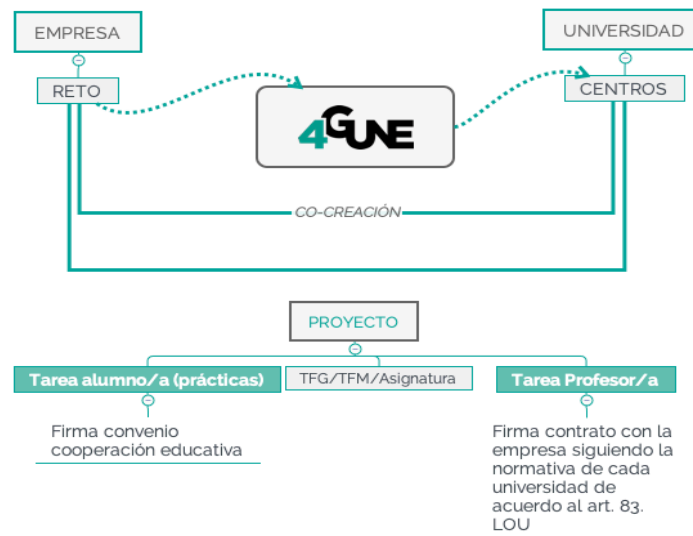 EMPRESA
UNIVERSIDAD
RETO
CENTROS
4GUNE
CO-CREACIÓN
PROYECTO
Tarea alumno/a (prácticas)
TFG/TFM/Asignatura
Tarea Profesor/a
Firma convenio
cooperación educativa
Firma contrato con la
empresa siguiendo la
normativa de cada
universidad de
acuerdo al art. 83.
LOU